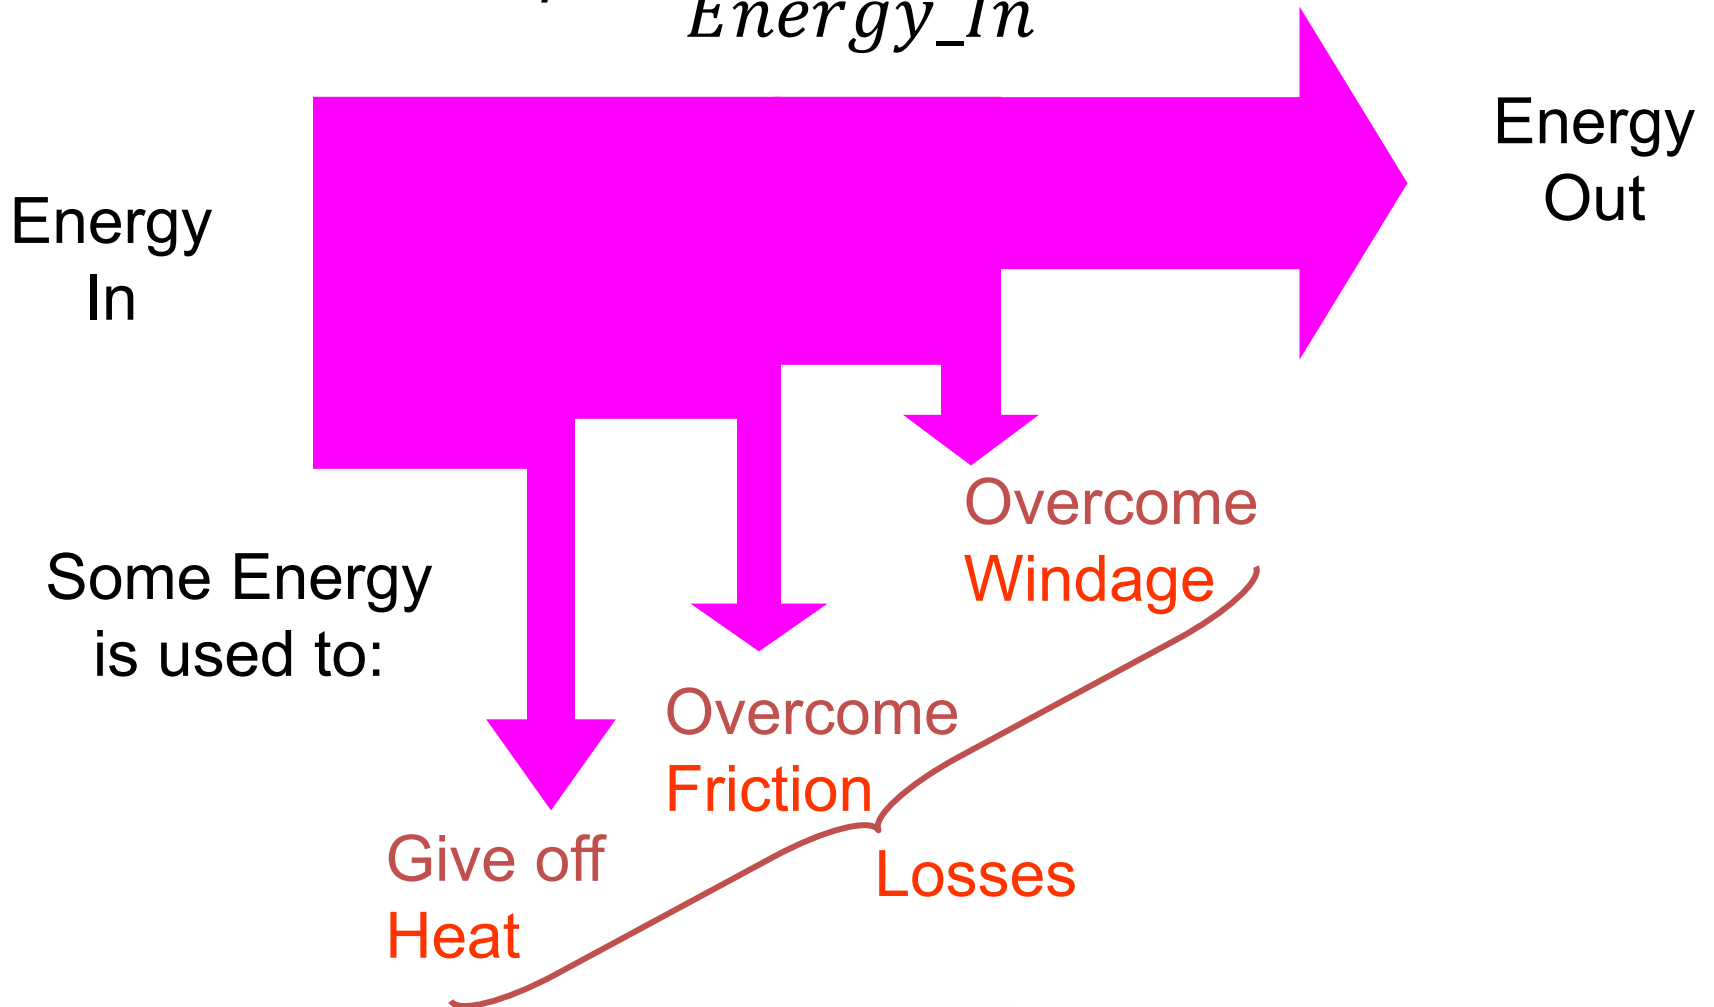 Energy_In
Energy
Out
Energy
In
Overcome
Windage
Some Energy
is used to:
Overcome
Friction
Give off
Heat
Losses